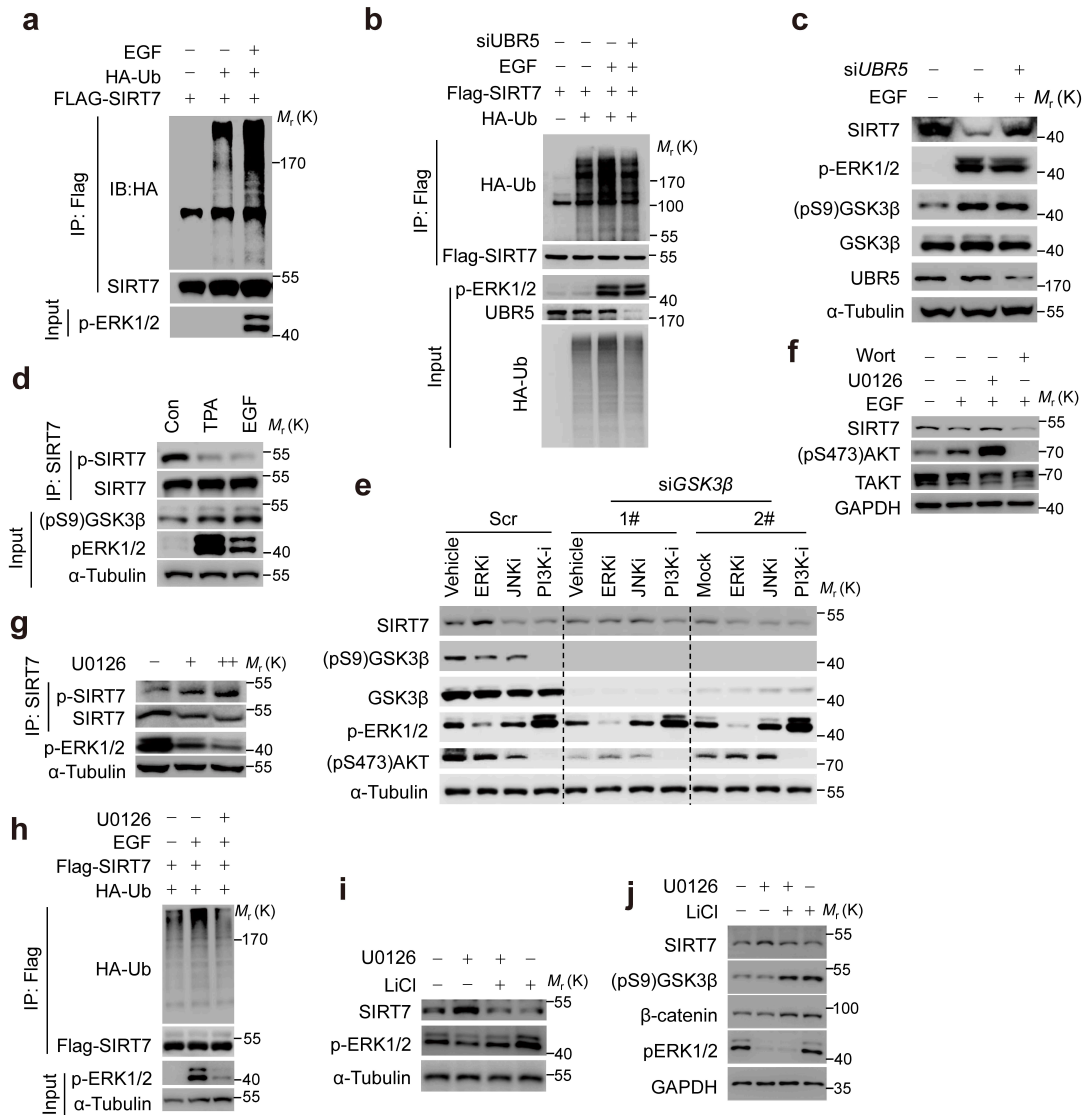 a
EGF − − +
HA-Ub − + +
FLAG-SIRT7 + + +
Mr (K)
IP: Flag
IB:HA
170
SIRT7
55
Input
p-ERK1/2
40
b
siUBR5 − − − +
EGF − − + +
Flag-SIRT7 + + + +
HA-Ub − + + +
Mr (K)
IP: Flag
HA-Ub
170
100
55
Flag-SIRT7
55
Input
p-ERK1/2
40
UBR5
170
HA-Ub
c
siUBR5 − − +
EGF − + + Mr (K)
SIRT7
40
p-ERK1/2
40
(pS9)GSK3β
40
GSK3β
40
UBR5
170
α-Tubulin
55
d
Con TPA EGF Mr (K)
IP: SIRT7
p-SIRT7
55
SIRT7
55
Input
(pS9)GSK3β
55
pERK1/2
40
α-Tubulin
55
e
siGSK3β
Scr 1# 2#
Vehicle ERKi JNKi PI3K-i Vehicle ERKi JNKi PI3K-i Mock ERKi JNKi PI3K-i Mr (K)
SIRT7
55
(pS9)GSK3β
40
GSK3β
40
p-ERK1/2
40
(pS473)AKT
70
α-Tubulin
55
f
Wort − − − +
U0126 − − + −
EGF − + + + Mr (K)
SIRT7
55
(pS473)AKT
70
TAKT
70
GAPDH
40
g
U0126 − + ++ Mr (K)
IP: SIRT7
p-SIRT7
55
SIRT7
55
p-ERK1/2
40
α-Tubulin
55
h
U0126 − − +
EGF − + +
Flag-SIRT7 + + +
HA-Ub + + +
Mr (K)
IP: Flag
HA-Ub
170
Flag-SIRT7
55
Input
p-ERK1/2
40
α-Tubulin
55
i
U0126 − + + −
LiCl − − + + Mr (K)
SIRT7
55
p-ERK1/2
40
α-Tubulin
55
j
U0126 − + + −
LiCl − − + + Mr (K)
SIRT7
55
(pS9)GSK3β
55
β-catenin
100
pERK1/2
40
GAPDH
35